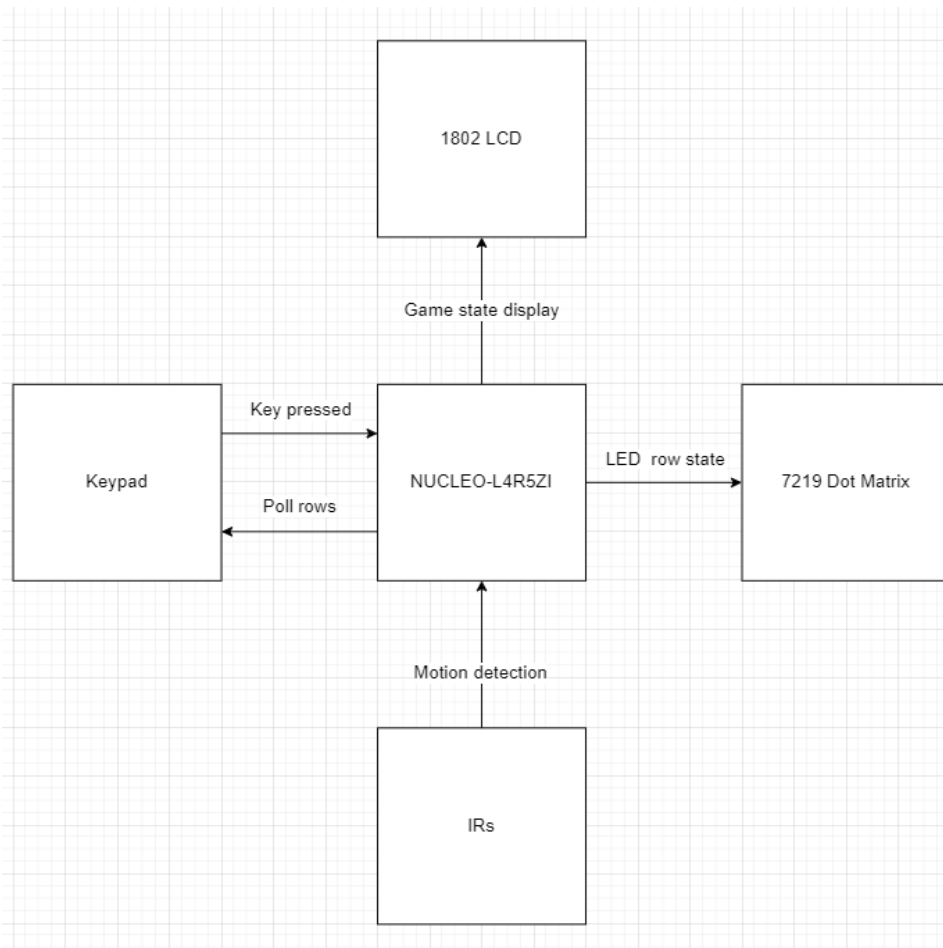 1802 LCD
Game state display
Key pressed
Keypad
Poll rows
NUCLEO-L4R5ZI
LED row state
7219 Dot Matrix
Motion detection
IRs